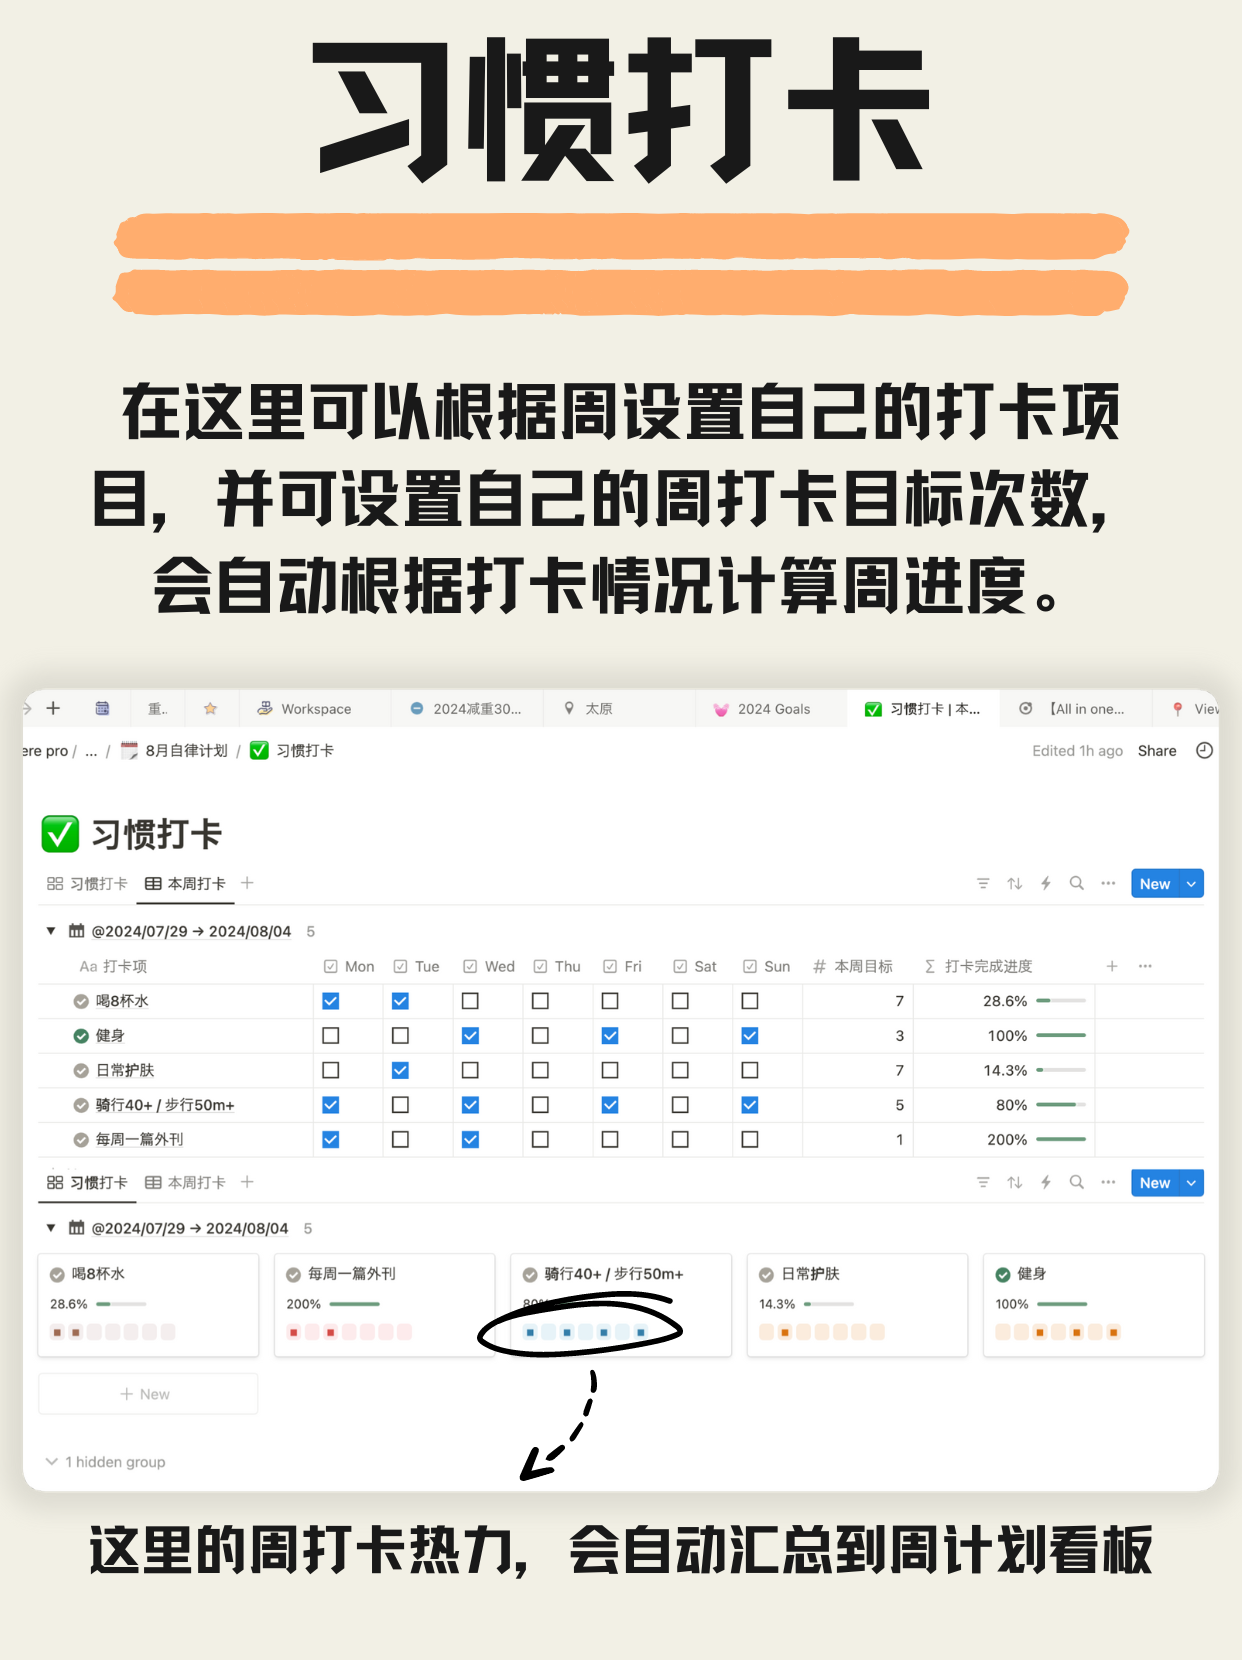 习惯打卡
在这里可以根据周设置自己的打卡项
目，并可设置自己的周打卡目标次数，
会自动根据打卡情况计算周进度。
重.. Workspace 2024减重30... 太原 2024 Goals 习惯打卡 | 本... 【All in one... View
ere pro / ... / 8月自律计划 / 习惯打卡 Edited 1h ago Share
习惯打卡
习惯打卡 本周打卡 New
@2024/07/29 → 2024/08/04 5
Aa 打卡项 Mon Tue Wed Thu Fri Sat Sun # 本周目标 Σ 打卡完成进度
喝8杯水 7 28.6%
健身 3 100%
日常护肤 7 14.3%
骑行40+ / 步行50m+ 5 80%
每周一篇外刊 1 200%
习惯打卡 本周打卡 New
@2024/07/29 → 2024/08/04 5
喝8杯水 每周一篇外刊 骑行40+ / 步行50m+ 日常护肤 健身
28.6% 200% 80% 14.3% 100%
+ New
1 hidden group
这里的周打卡热力，会自动汇总到周计划看板